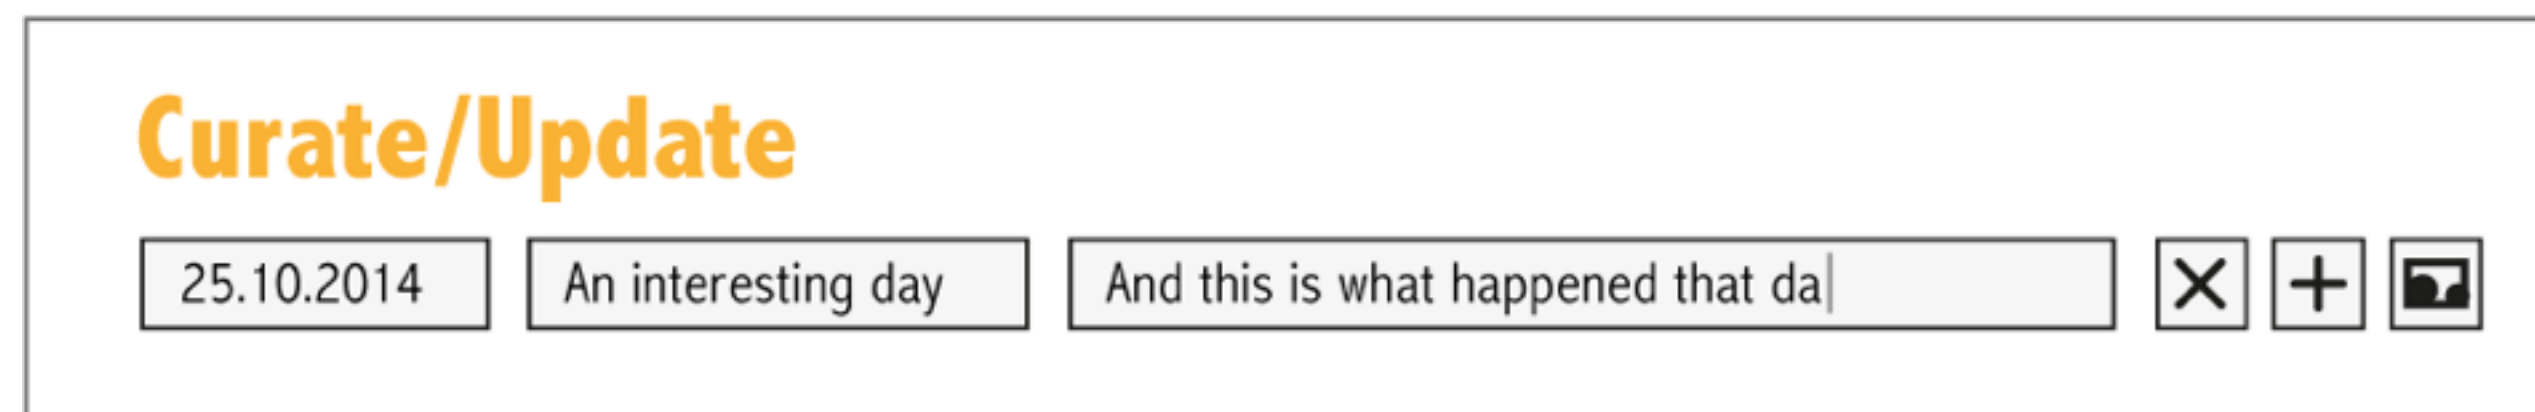 Curate/Update
25.10.2014 An interesting day And this is what happened that da